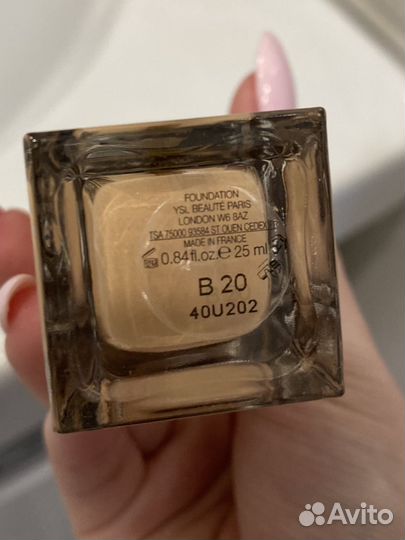 FOUNDATION
YSL BEAUTÉ PARIS
LONDON W6 8AZ
TSA 75000 93584 ST OUEN CEDEX
MADE IN FRANCE
0.84fl.oz.℮25 ml
B 20
40U202
Avito